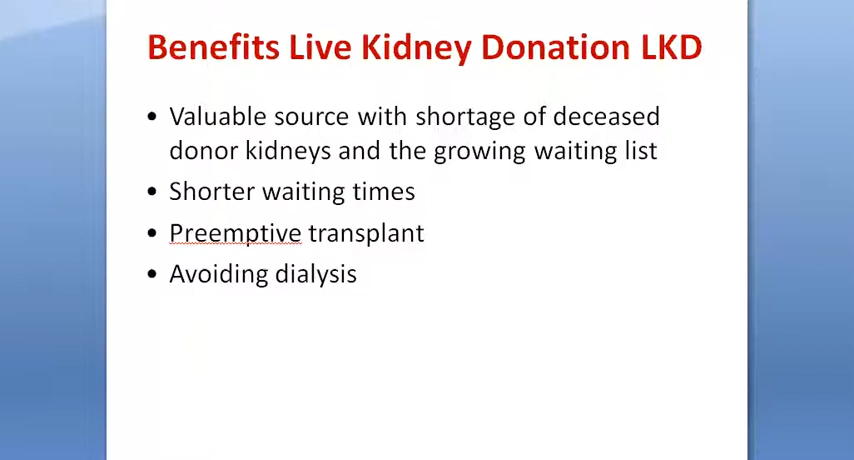 Benefits Live Kidney Donation LKD
• Valuable source with shortage of deceased
donor kidneys and the growing waiting list
• Shorter waiting times
• Preemptive transplant
• Avoiding dialysis